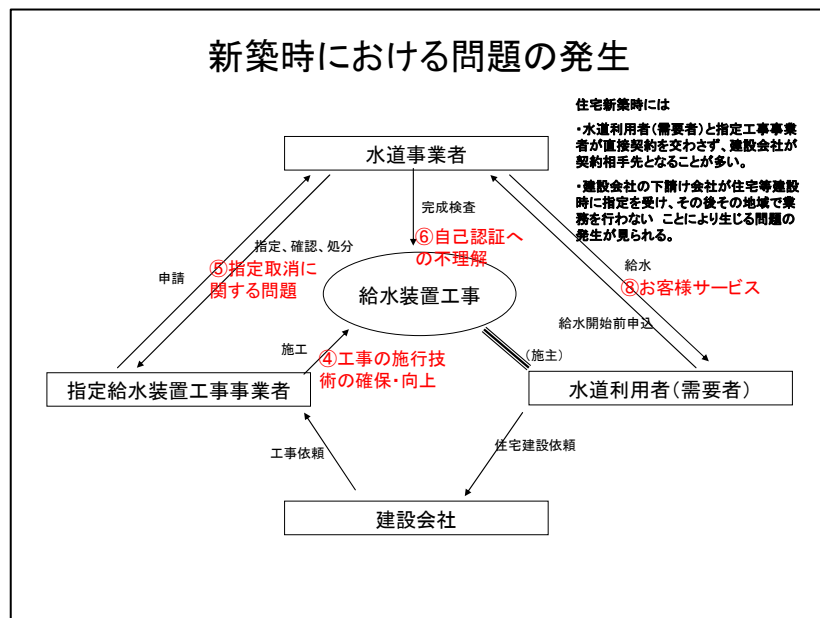 新築時における問題の発生
住宅新築時には
・水道利用者(需要者)と指定工事事業
者が直接契約を交わさず、建設会社が
契約相手先となることが多い。
・建設会社の下請け会社が住宅等建設
時に指定を受け、その後その地域で業
務を行わない ことにより生じる問題の
発生が見られる。
水道事業者
完成検査
⑥自己認証へ
の不理解
指定、確認、処分
申請
⑤指定取消に
関する問題
給水
⑧お客様サービス
給水装置工事
給水開始前申込
施工
④工事の施行技
術の確保・向上
(施主)
指定給水装置工事事業者
水道利用者(需要者)
工事依頼
住宅建設依頼
建設会社